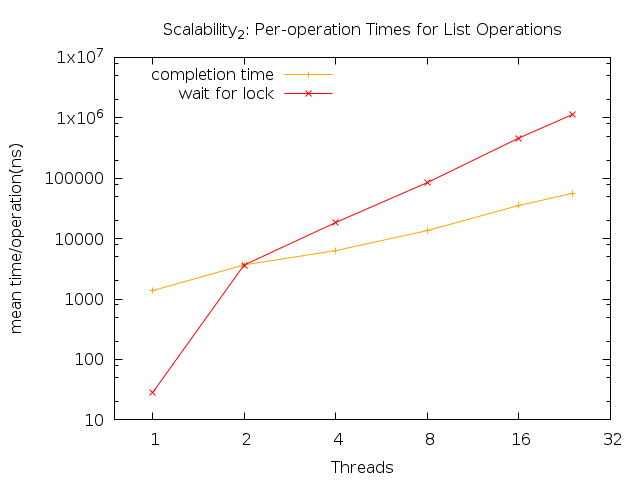 Scalability₂: Per-operation Times for List Operations
1x10⁷
completion time
wait for lock
1x10⁶
100000
10000
1000
100
10
mean time/operation(ns)
1 2 4 8 16 32
Threads